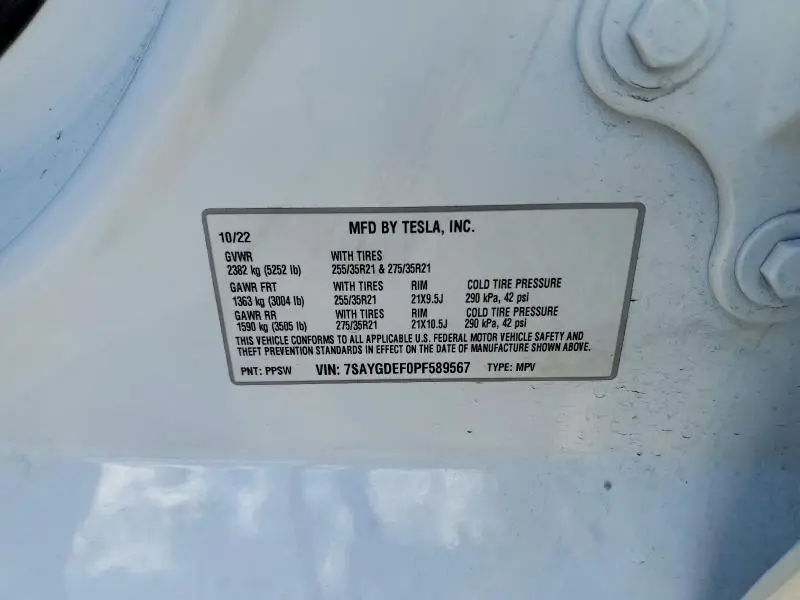 MFD BY TESLA, INC.
10/22
GVWR WITH TIRES
2382 kg (5252 lb) 255/35R21 & 275/35R21
GAWR FRT WITH TIRES RIM COLD TIRE PRESSURE
1363 kg (3004 lb) 255/35R21 21X9.5J 290 kPa, 42 psi
GAWR RR WITH TIRES RIM COLD TIRE PRESSURE
1590 kg (3505 lb) 275/35R21 21X10.5J 290 kPa, 42 psi
THIS VEHICLE CONFORMS TO ALL APPLICABLE U.S. FEDERAL MOTOR VEHICLE SAFETY AND
THEFT PREVENTION STANDARDS IN EFFECT ON THE DATE OF MANUFACTURE SHOWN ABOVE.
PNT: PPSW VIN: 7SAYGDEF0PF589567 TYPE: MPV